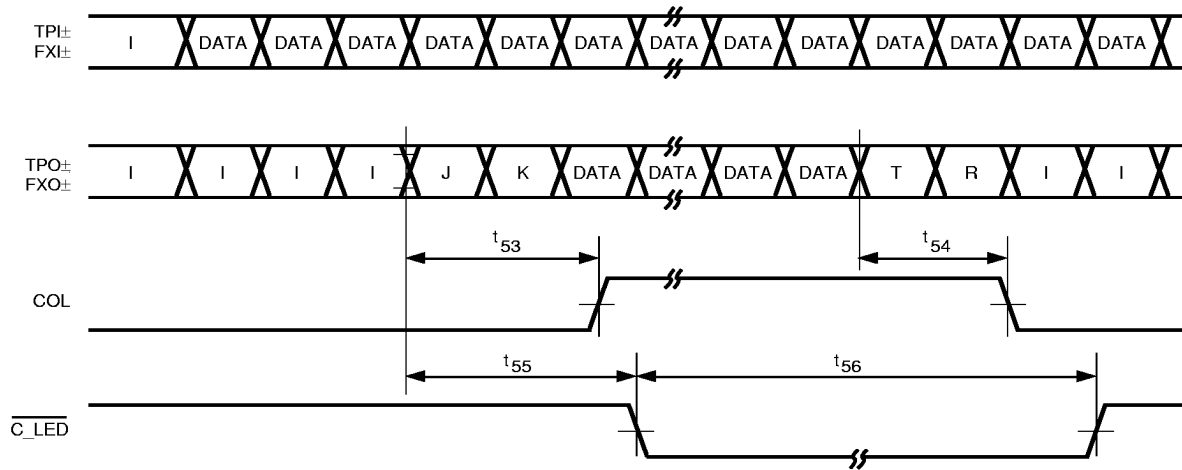 TPI±
FXI±
I DATA DATA DATA DATA DATA DATA DATA DATA DATA DATA DATA DATA DATA
TPO±
FXO±
I I I I J K DATA DATA DATA DATA T R I I
t53
t54
COL
t55
t56
C_LED